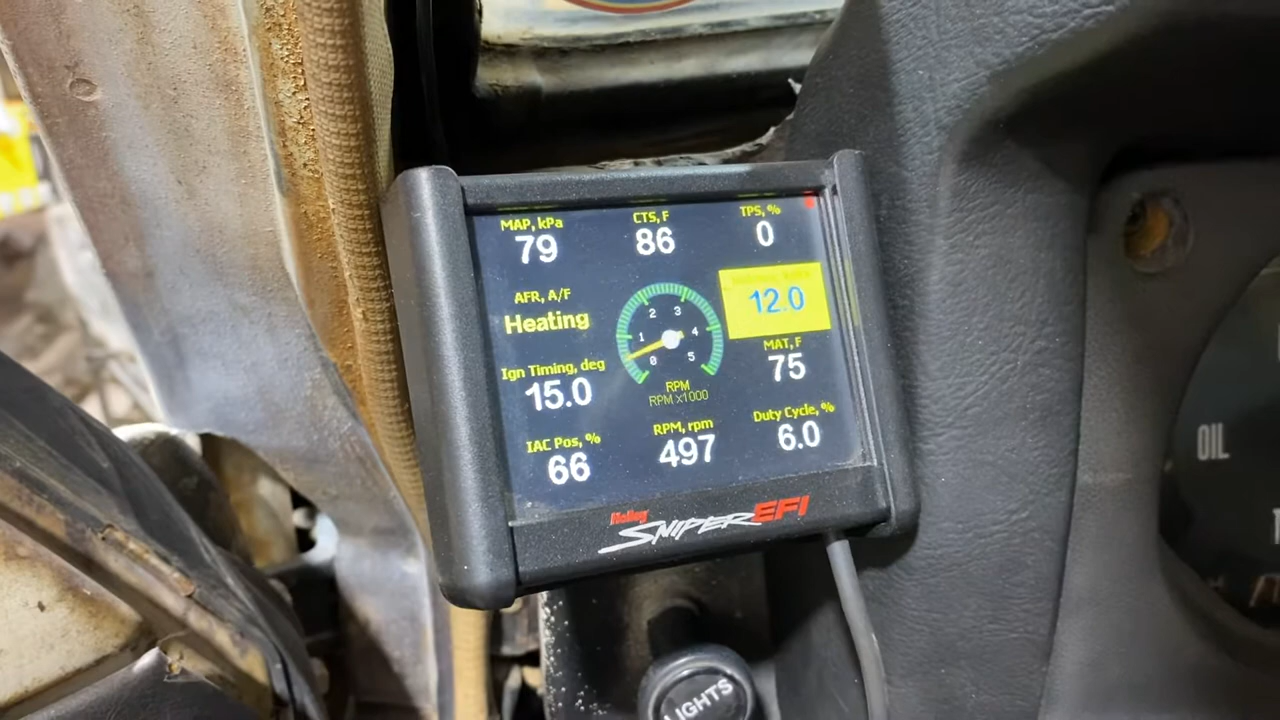 MAP, kPa
79
CTS, F
86
TPS, %
0
AFR, A/F
Heating
12.0
Ign Timing, deg
15.0
0 1 2 3 4 5
RPM
RPM x1000
MAT, F
75
IAC Pos, %
66
RPM, rpm
497
Duty Cycle, %
6.0
Holley
SNIPER EFI
LIGHTS
OIL